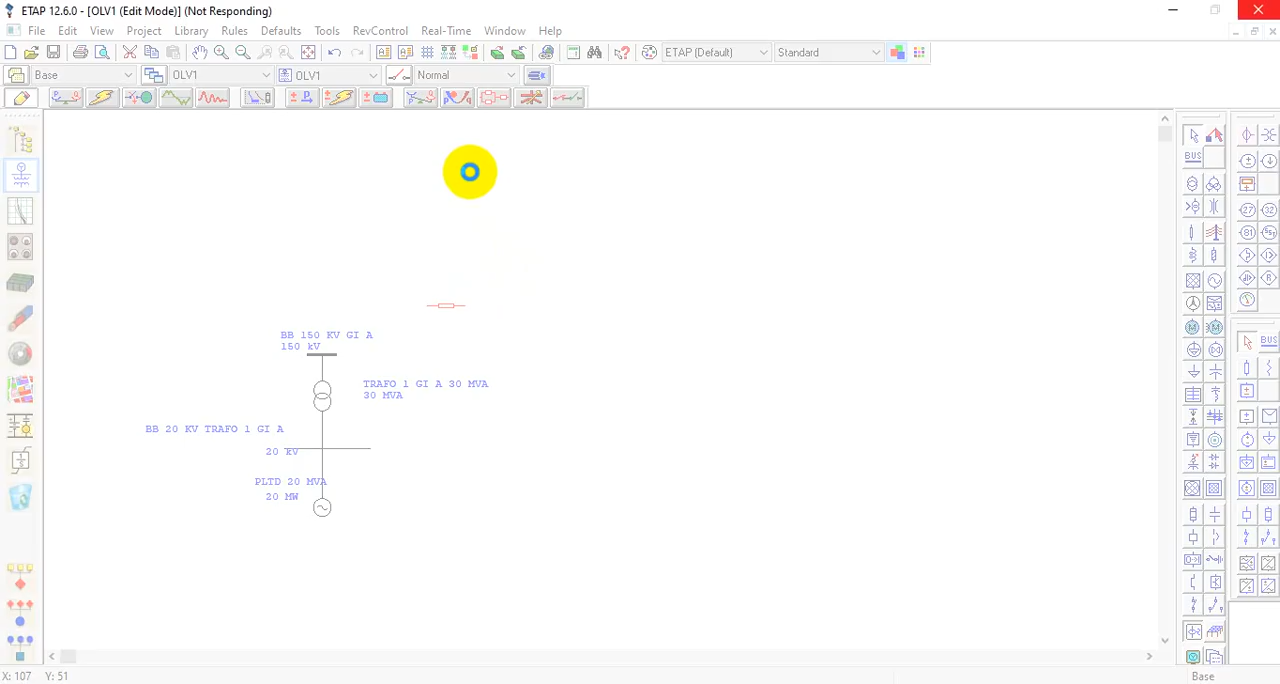 ETAP 12.6.0 - [OLV1 (Edit Mode)] (Not Responding)
File Edit View Project Library Rules Defaults Tools RevControl Real-Time Window Help
ETAP (Default) Standard
Base OLV1 OLV1 Normal
BUS
BB 150 KV GI A
150 kV
TRAFO 1 GI A 30 MVA
30 MVA
BB 20 KV TRAFO 1 GI A
20 kV
PLTD 20 MVA
20 MW
BUS
X: 107 Y: 51 Base